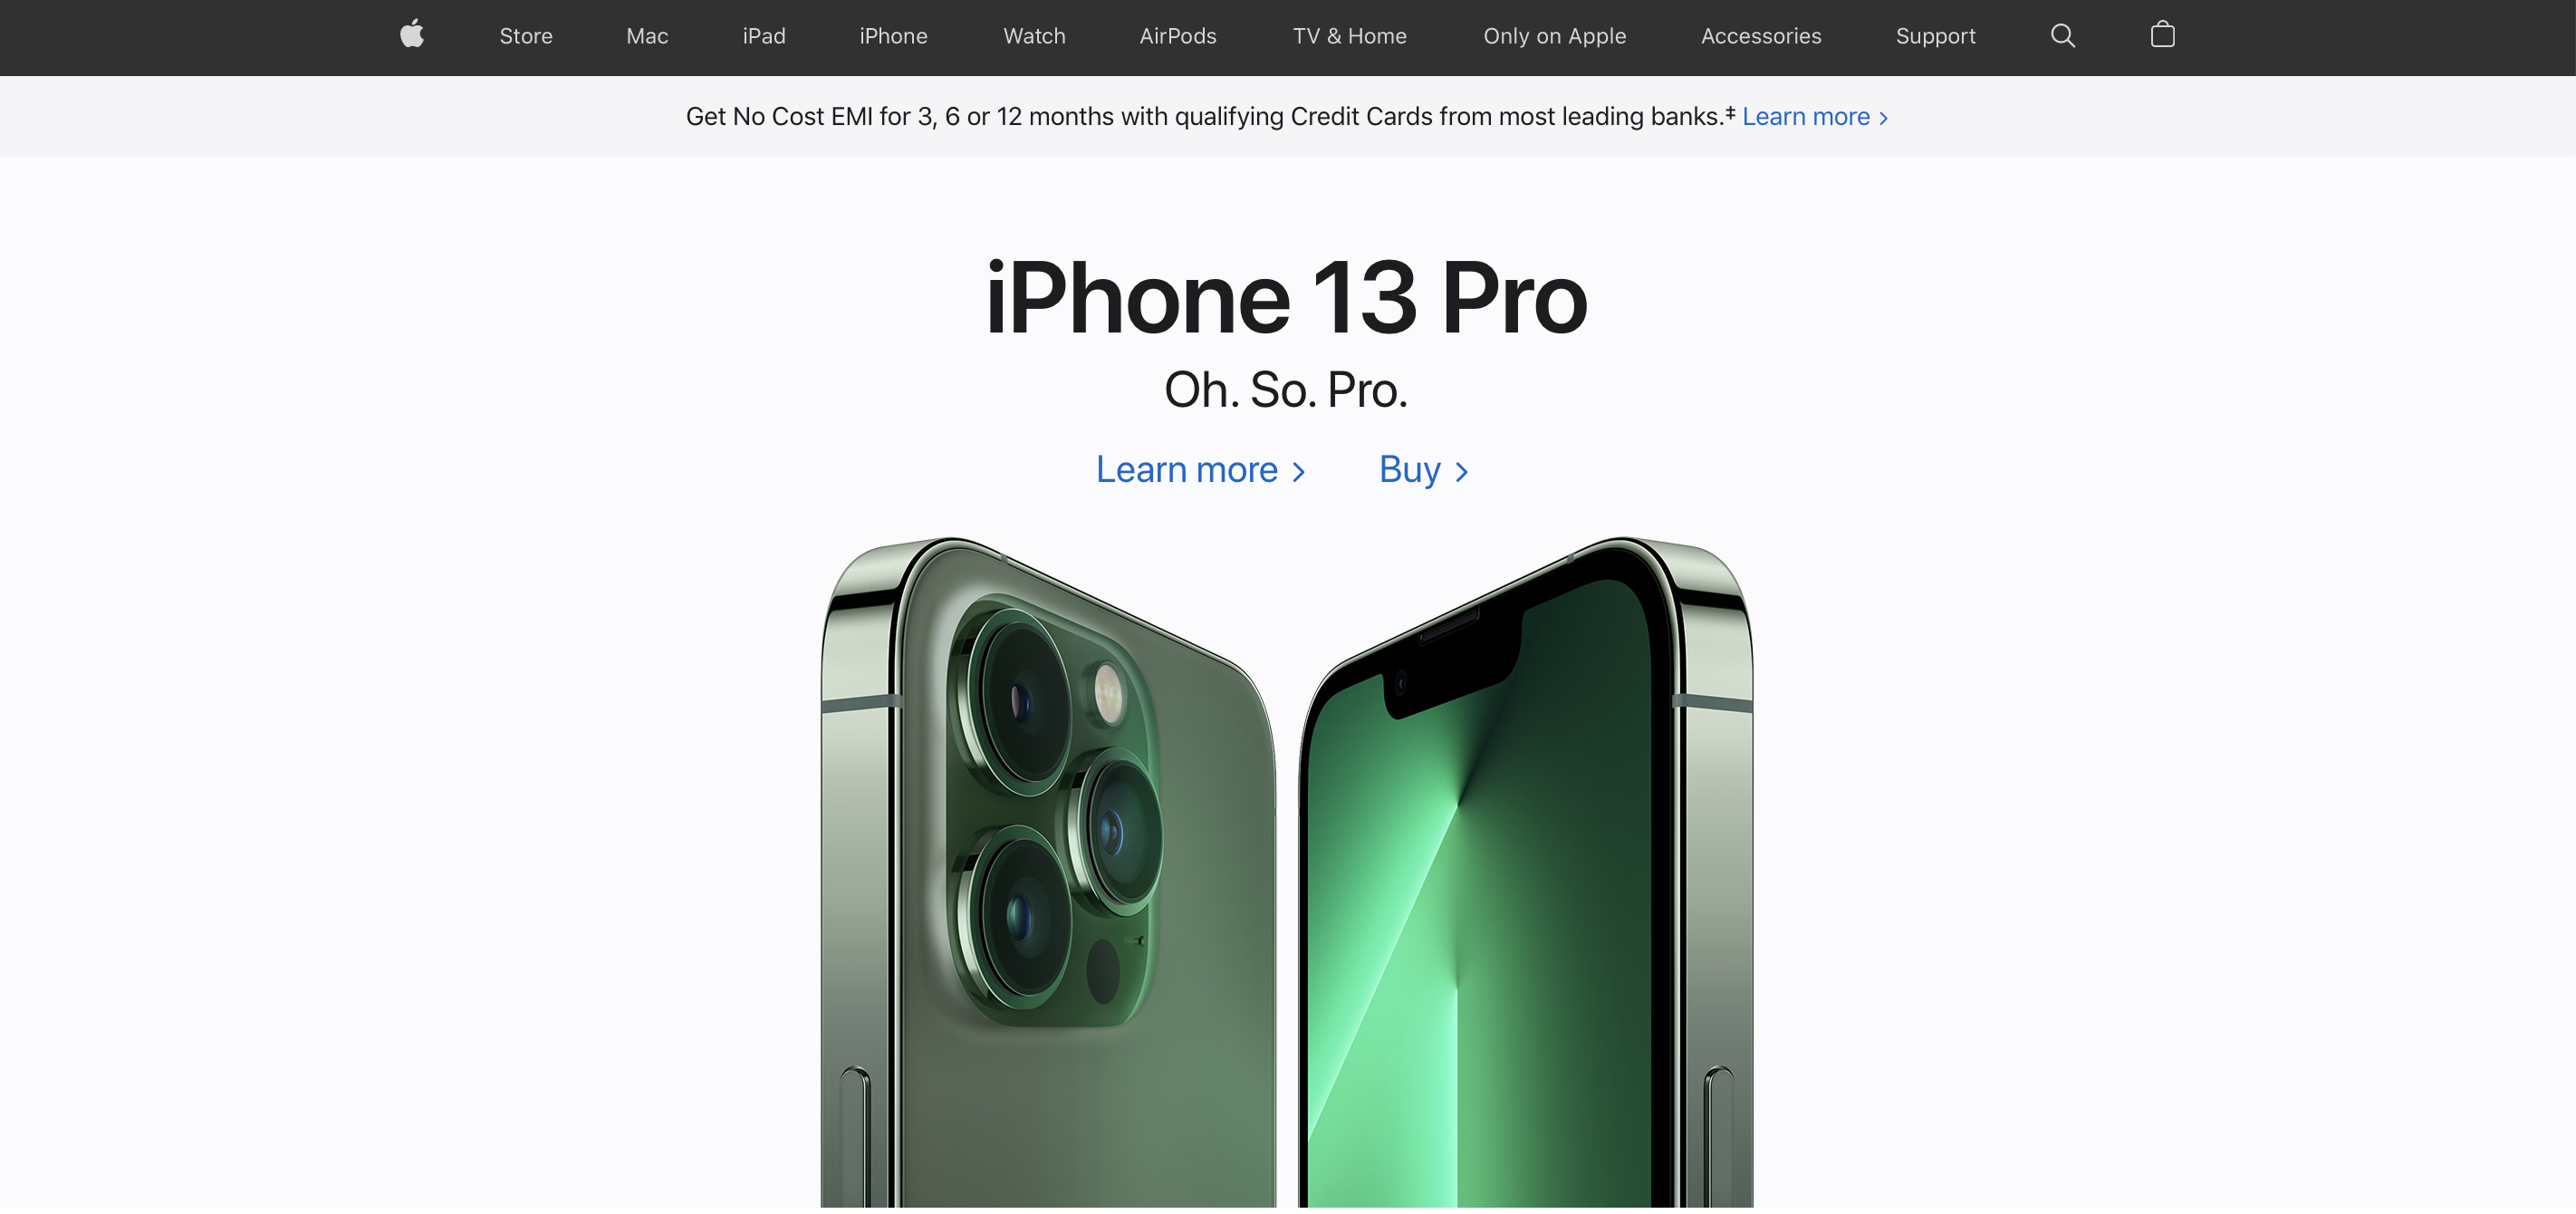 Store Mac iPad iPhone Watch AirPods TV & Home Only on Apple Accessories Support
Get No Cost EMI for 3, 6 or 12 months with qualifying Credit Cards from most leading banks.‡ Learn more >
iPhone 13 Pro
Oh. So. Pro.
Learn more > Buy >